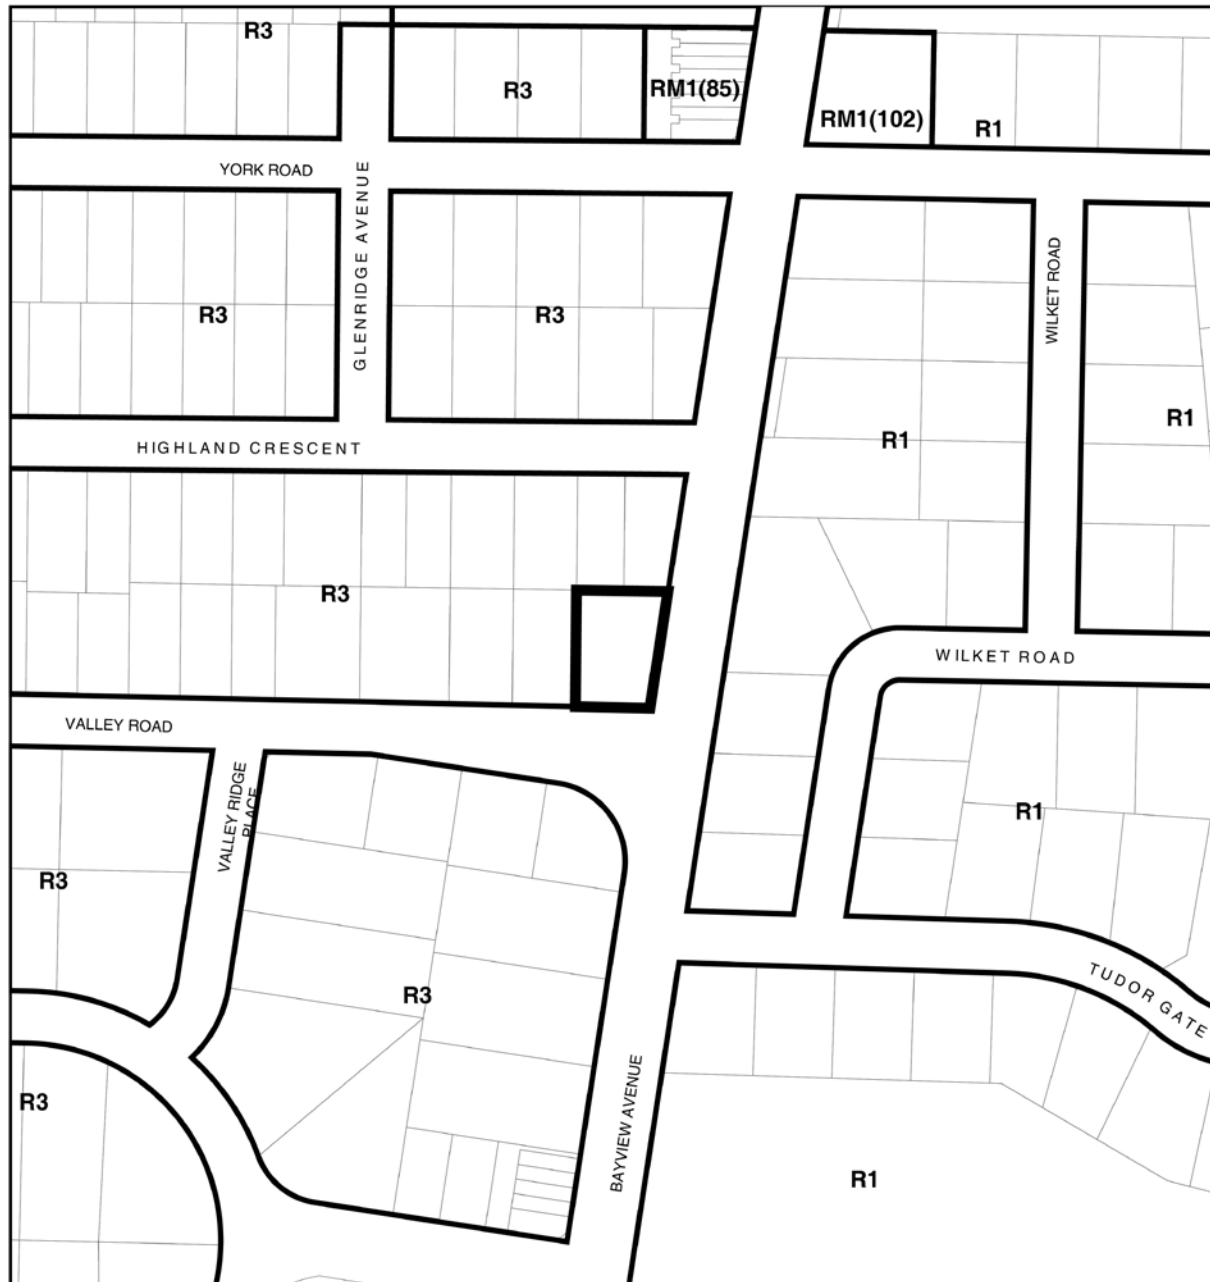 R3
R3
RM1(85)
RM1(102)
R1
YORK ROAD
GLENRIDGE AVENUE
WILKET ROAD
R3
R3
R1
R1
HIGHLAND CRESCENT
R3
WILKET ROAD
VALLEY ROAD
VALLEY RIDGE
PLACE
R1
R3
R3
TUDOR GATE
BAYVIEW AVENUE
R3
R1